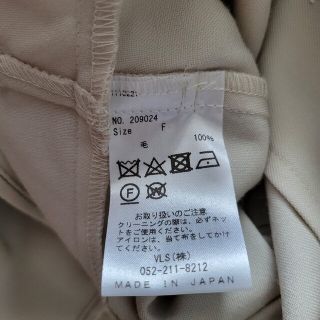 NO. 209024
Size F
毛 100%
F W
お取り扱いのご注意
クリーニングの際は、必ずネッ
トをご使用ください。
アイロンは、当て布をしてかけ
てください。
VLS(株)
052-211-8212
MADE IN JAPAN